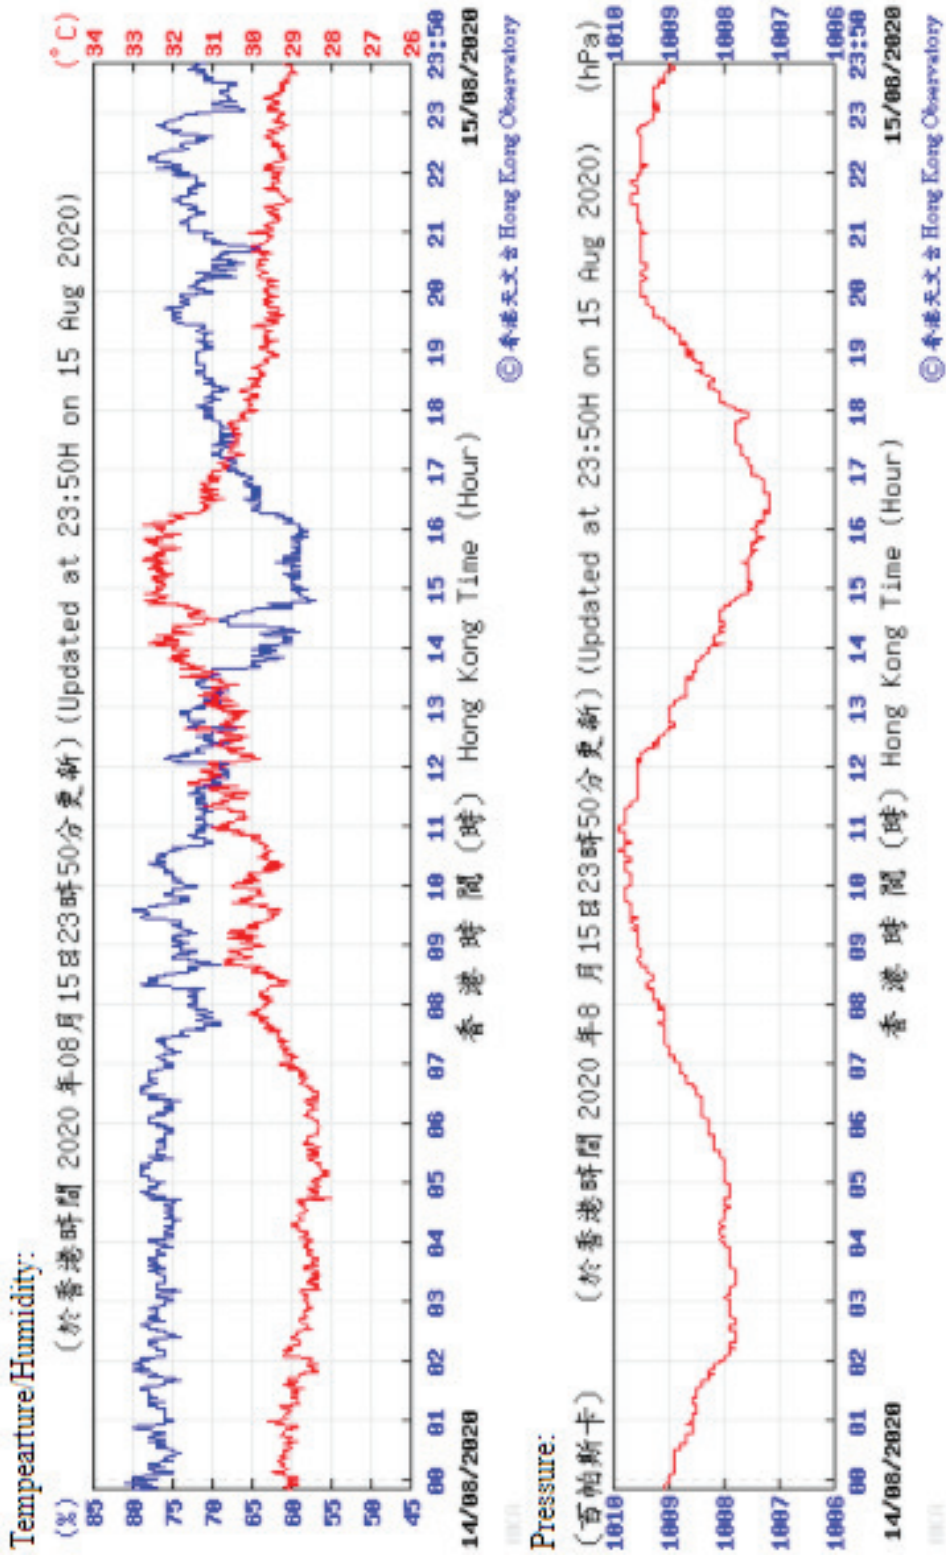 Tempearture/Humidity:
(於香港時間 2020 年08月15日23時50分更新) (Updated at 23:50H on 15 Aug 2020)
(%) (°C)
85 34
80 33
75 32
70 31
65 30
60 29
55 28
50 27
45 26
00 01 02 03 04 05 06 07 08 09 10 11 12 13 14 15 16 17 18 19 20 21 22 23 23:50
14/08/2020 15/08/2020
香港時間 (時) Hong Kong Time (Hour)
© 香港天文台 Hong Kong Observatory
Pressure:
(百帕斯卡) (於香港時間 2020 年8 月15日23時50分更新) (Updated at 23:50H on 15 Aug 2020) (hPa)
1010 1010
1009 1009
1008 1008
1007 1007
1006 1006
00 01 02 03 04 05 06 07 08 09 10 11 12 13 14 15 16 17 18 19 20 21 22 23 23:50
14/08/2020 15/08/2020
香港時間 (時) Hong Kong Time (Hour)
© 香港天文台 Hong Kong Observatory